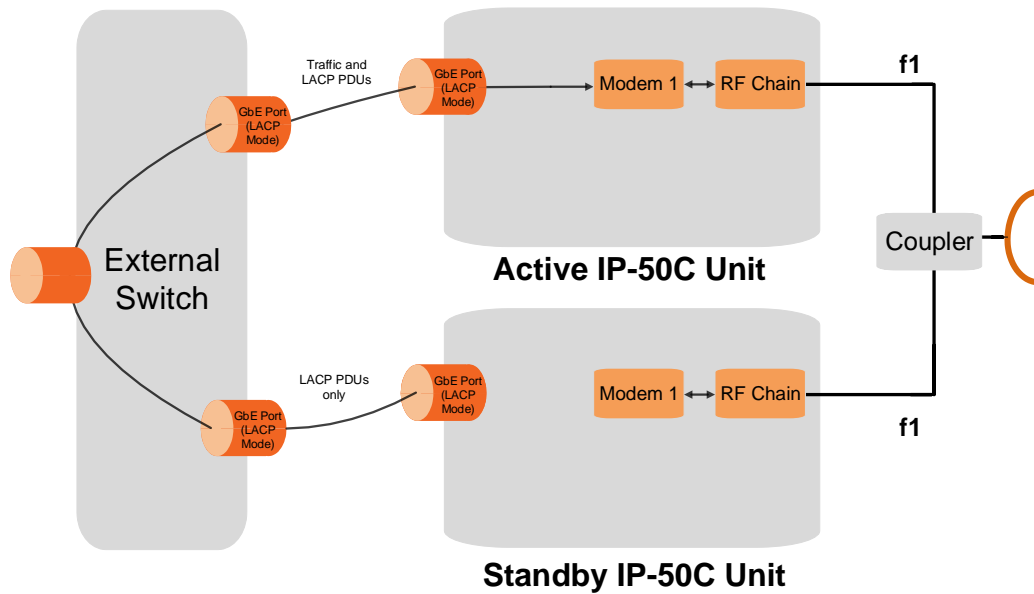 Traffic and
LACP PDUs
GbE Port
(LACP
Mode)
GbE Port
(LACP
Mode)
Modem 1
RF Chain
f1
External
Switch
Coupler
Active IP-50C Unit
LACP PDUs
only
GbE Port
(LACP
Mode)
GbE Port
(LACP
Mode)
Modem 1
RF Chain
f1
Standby IP-50C Unit